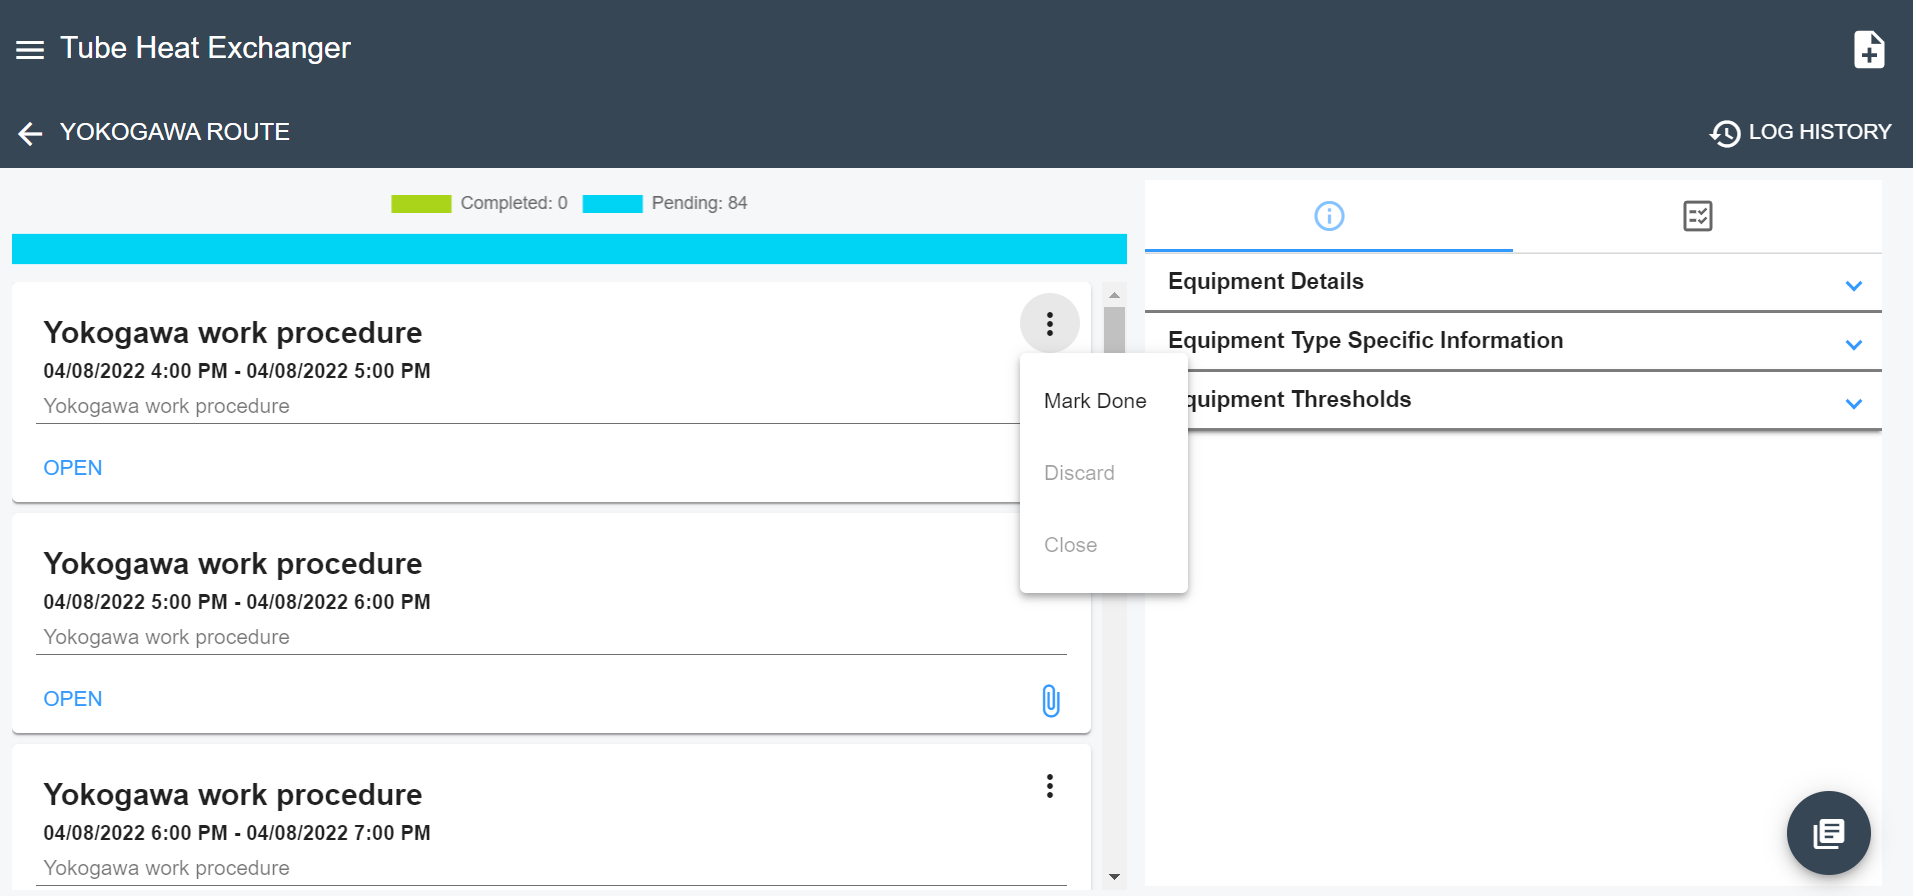 Tube Heat Exchanger
YOKOGAWA ROUTE
LOG HISTORY
Completed: 0
Pending: 84
Yokogawa work procedure
04/08/2022 4:00 PM - 04/08/2022 5:00 PM
Yokogawa work procedure
OPEN
Mark Done
Discard
Close
Yokogawa work procedure
04/08/2022 5:00 PM - 04/08/2022 6:00 PM
Yokogawa work procedure
OPEN
Yokogawa work procedure
04/08/2022 6:00 PM - 04/08/2022 7:00 PM
Yokogawa work procedure
Equipment Details
Equipment Type Specific Information
quipment Thresholds